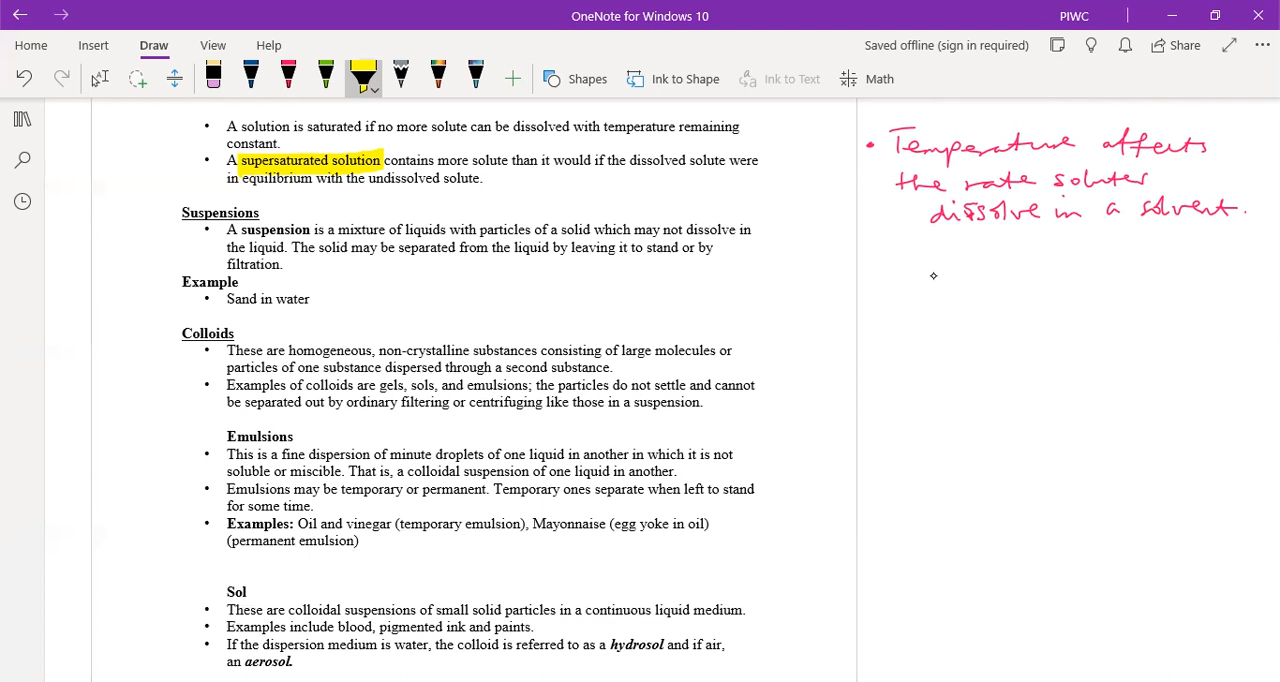 OneNote for Windows 10
PIWC
Home Insert Draw View Help
Saved offline (sign in required)
Share
Shapes
Ink to Shape
Ink to Text
Math
• A solution is saturated if no more solute can be dissolved with temperature remaining
constant.
• A supersaturated solution contains more solute than it would if the dissolved solute were
in equilibrium with the undissolved solute.
Suspensions
• A suspension is a mixture of liquids with particles of a solid which may not dissolve in
the liquid. The solid may be separated from the liquid by leaving it to stand or by
filtration.
Example
• Sand in water
Colloids
• These are homogeneous, non-crystalline substances consisting of large molecules or
particles of one substance dispersed through a second substance.
• Examples of colloids are gels, sols, and emulsions; the particles do not settle and cannot
be separated out by ordinary filtering or centrifuging like those in a suspension.
Emulsions
• This is a fine dispersion of minute droplets of one liquid in another in which it is not
soluble or miscible. That is, a colloidal suspension of one liquid in another.
• Emulsions may be temporary or permanent. Temporary ones separate when left to stand
for some time.
• Examples: Oil and vinegar (temporary emulsion), Mayonnaise (egg yoke in oil)
(permanent emulsion)
Sol
• These are colloidal suspensions of small solid particles in a continuous liquid medium.
• Examples include blood, pigmented ink and paints.
• If the dispersion medium is water, the colloid is referred to as a hydrosol and if air,
an aerosol.
• Temperature affects
the rate solutes
dissolve in a solvent.